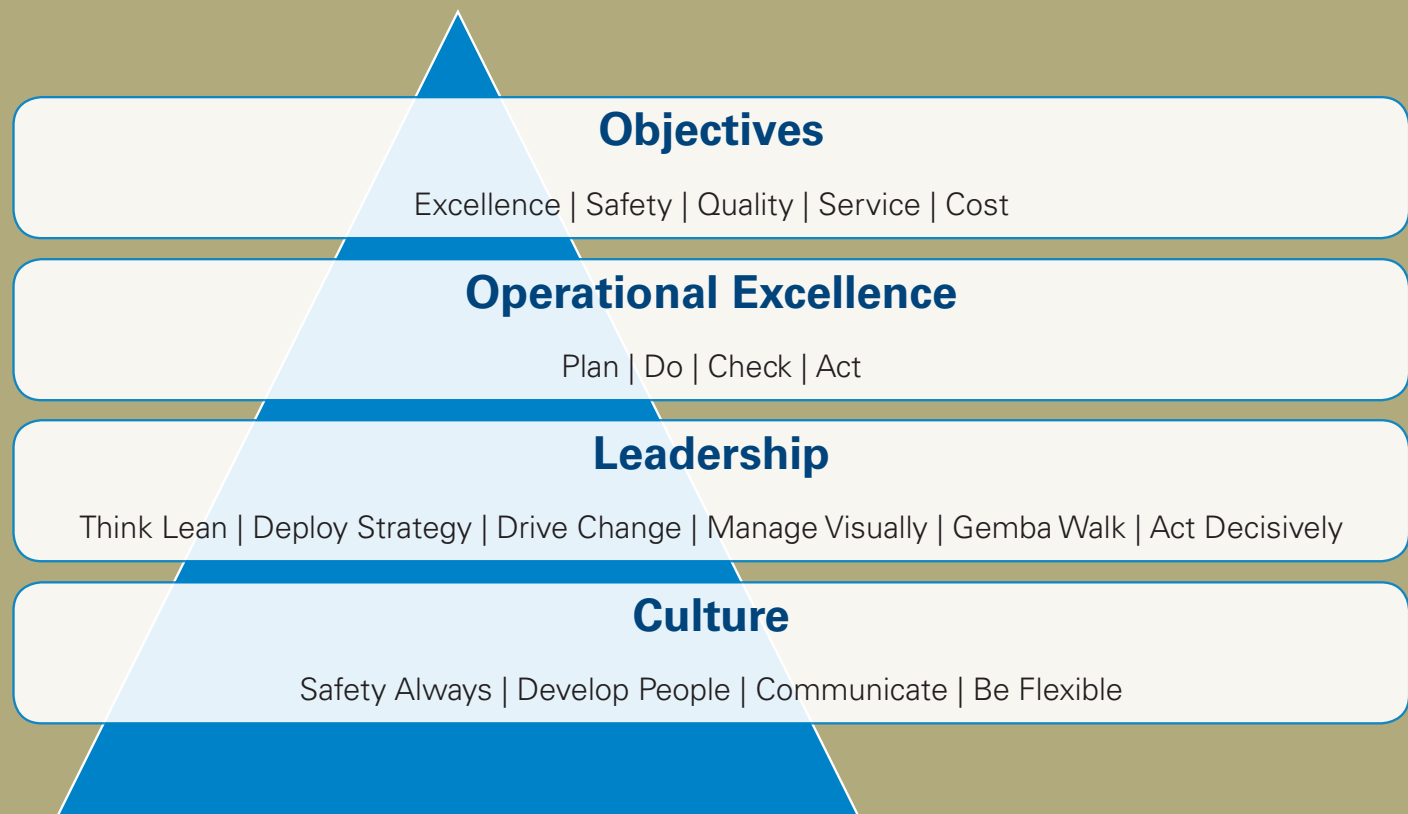 Objectives
Excellence | Safety | Quality | Service | Cost
Operational Excellence
Plan | Do | Check | Act
Leadership
Think Lean | Deploy Strategy | Drive Change | Manage Visually | Gemba Walk | Act Decisively
Culture
Safety Always | Develop People | Communicate | Be Flexible